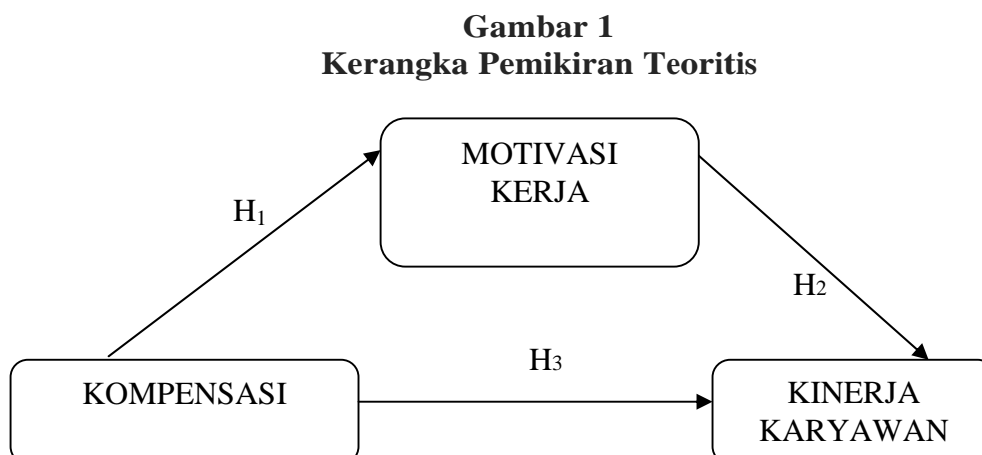 Gambar 1
Kerangka Pemikiran Teoritis
MOTIVASI
KERJA
H1
H2
H3
KOMPENSASI
KINERJA
KARYAWAN